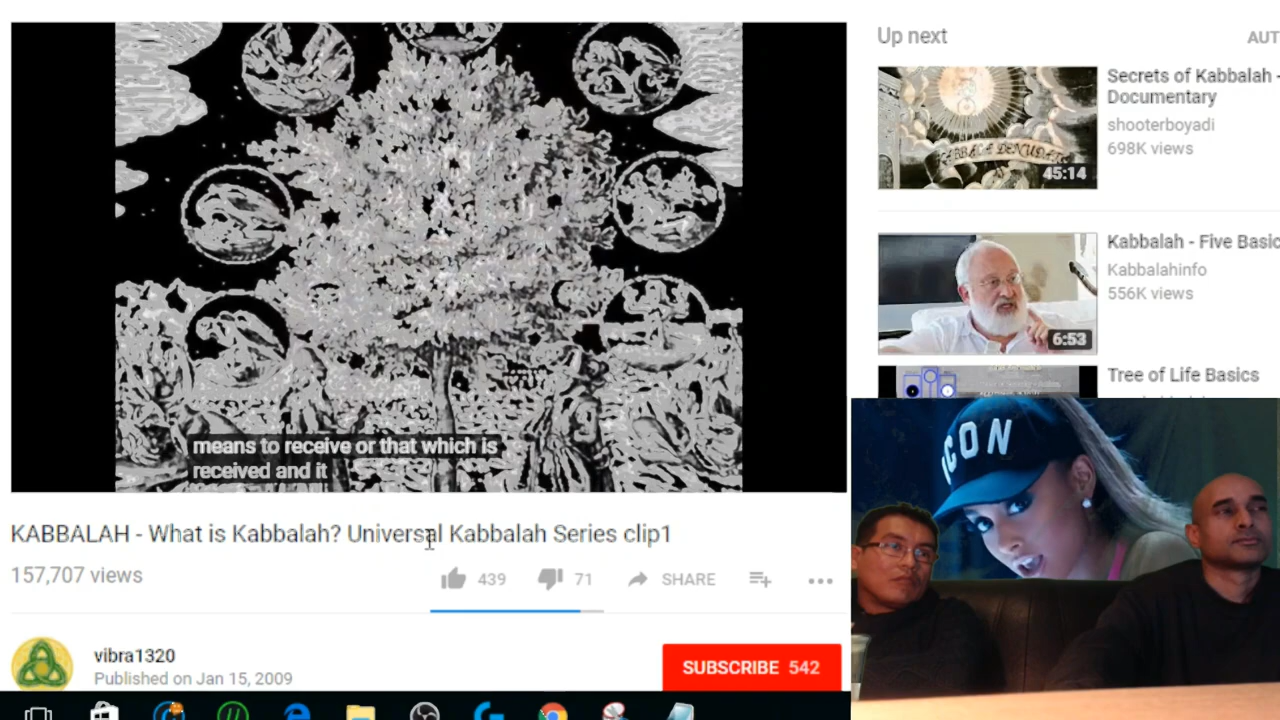 means to receive or that which is
received and it
KABBALAH - What is Kabbalah? Universal Kabbalah Series clip1
157,707 views
439
71
SHARE
vibra1320
Published on Jan 15, 2009
SUBSCRIBE 542
Up next
AUT
Secrets of Kabbalah -
Documentary
shooterboyadi
698K views
45:14
Kabbalah - Five Basic
Kabbalahinfo
556K views
6:53
Tree of Life Basics
ICON